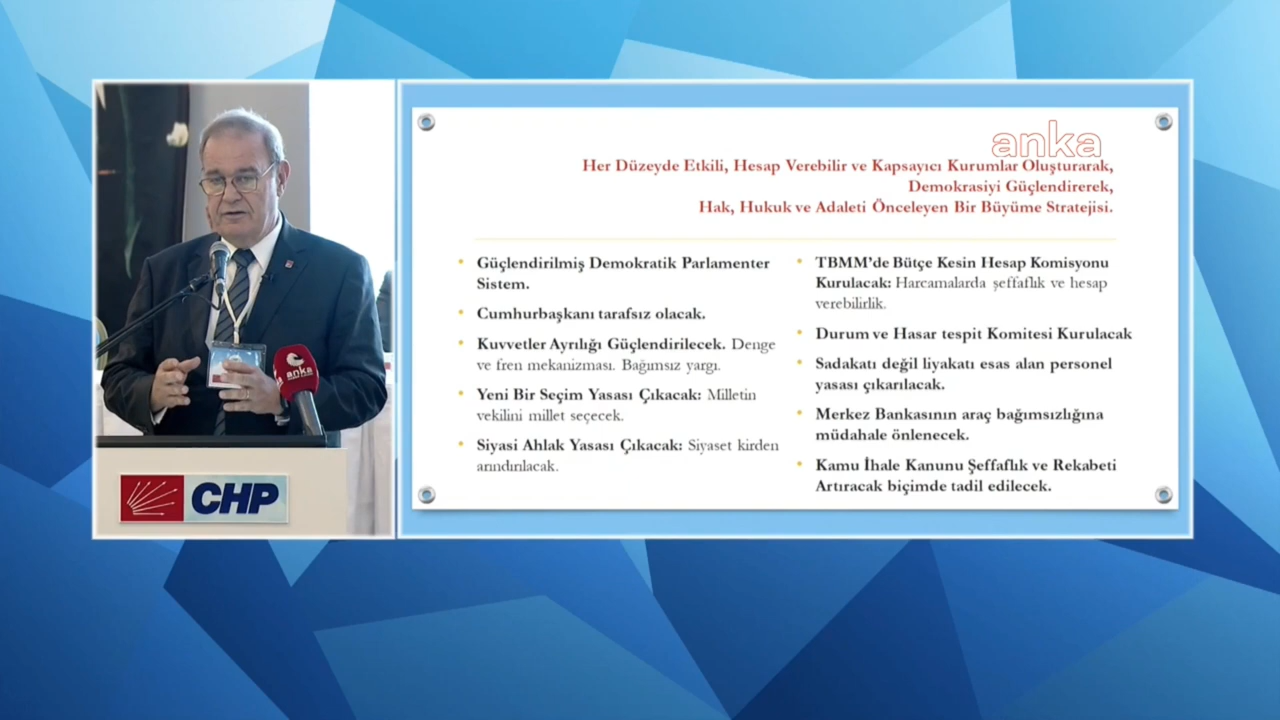 anka
Her Düzeyde Etkili, Hesap Verebilir ve Kapsayıcı Kurumlar Oluşturarak,
Demokrasiyi Güçlendirerek,
Hak, Hukuk ve Adaleti Önceleyen Bir Büyüme Stratejisi.
Güçlendirilmiş Demokratik Parlamenter
Sistem.
Cumhurbaşkanı tarafsız olacak.
Kuvvetler Ayrılığı Güçlendirilecek. Denge
ve fren mekanizması. Bağımsız yargı.
Yeni Bir Seçim Yasası Çıkacak: Milletin
vekilini millet seçecek.
Siyasi Ahlak Yasası Çıkacak: Siyaset kirden
arındırılacak.
TBMM'de Bütçe Kesin Hesap Komisyonu
Kurulacak: Harcamalarda şeffaflık ve hesap
verebilirlik.
Durum ve Hasar tespit Komitesi Kurulacak
Sadakatı değil liyakatı esas alan personel
yasası çıkarılacak.
Merkez Bankasının araç bağımsızlığına
müdahale önlenecek.
Kamu İhale Kanunu Şeffaflık ve Rekabeti
Artıracak biçimde tadil edilecek.
anka
CHP